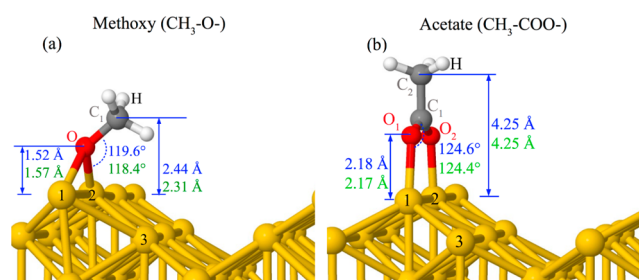 Methoxy (CH₃-O-)
(a)
H
C₁
O
1.52 Å
1.57 Å
119.6°
118.4°
2.44 Å
2.31 Å
1
2
3
Acetate (CH₃-COO-)
(b)
H
C₂
C₁
O₁
O₂
4.25 Å
4.25 Å
2.18 Å
2.17 Å
124.6°
124.4°
1
2
3